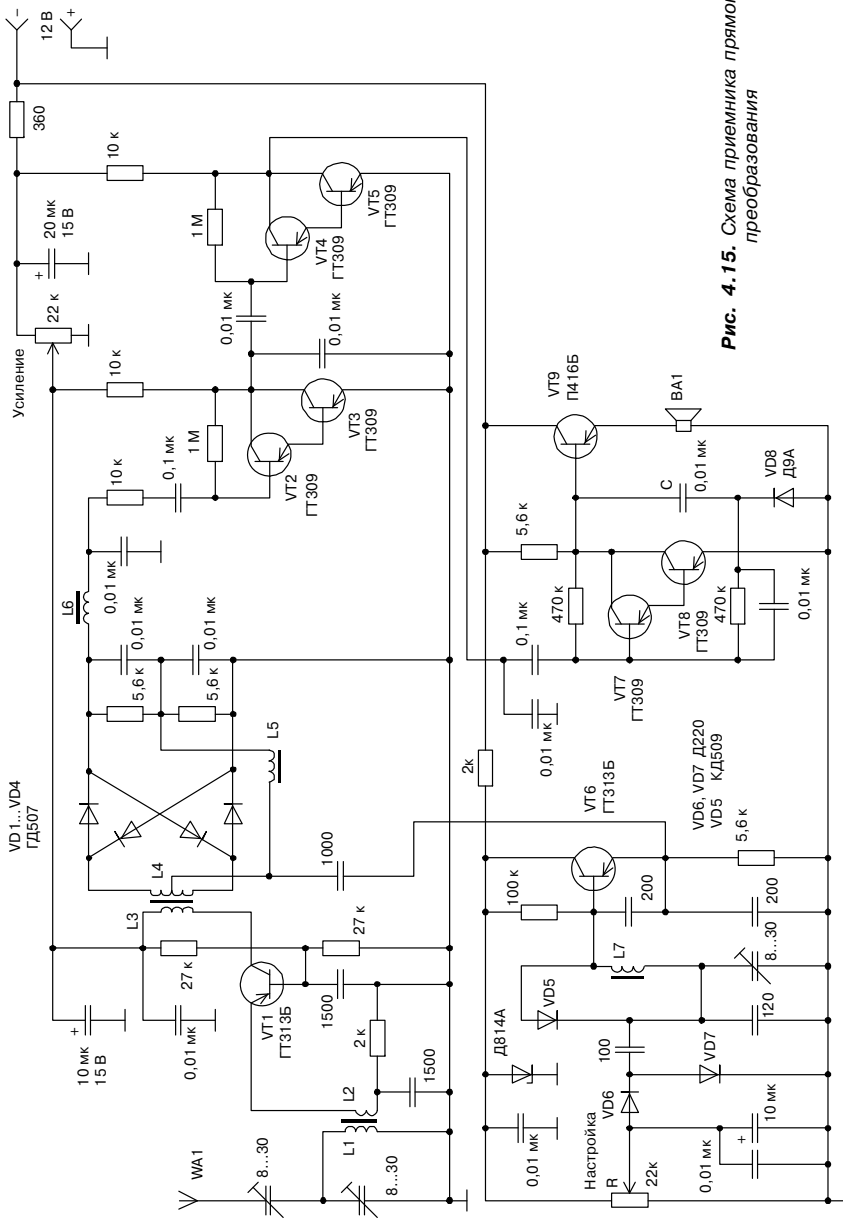 WA1
8...30
8...30
L1
L2
1500
2 к
1500
VT1
ГТ313Б
27 к
27 к
0,01 мк
10 мк
15 В
+
L3
L4
1000
VD1...VD4
ГД507
L5
5,6 к
5,6 к
0,01 мк
0,01 мк
L6
0,01 мк
10 к
0,1 мк
1 М
VT2
ГТ309
VT3
ГТ309
10 к
Усиление
22 к
+
20 мк
15 В
0,01 мк
0,01 мк
1 М
VT4
ГТ309
VT5
ГТ309
10 к
360
12 В
-
+
Настройка
R
22к
0,01 мк
0,01 мк
+
10 мк
Д814А
VD6
VD7
VD5
100
120
8...30
L7
100 к
200
200
VT6
ГТ313Б
VD6, VD7 Д220
VD5 КД509
5,6 к
2к
0,01 мк
0,1 мк
470 к
VT7
ГТ309
VT8
ГТ309
5,6 к
470 к
0,01 мк
C
0,01 мк
VD8
Д9А
VT9
П416Б
BA1
Рис. 4.15. Схема приемника прямо
преобразования